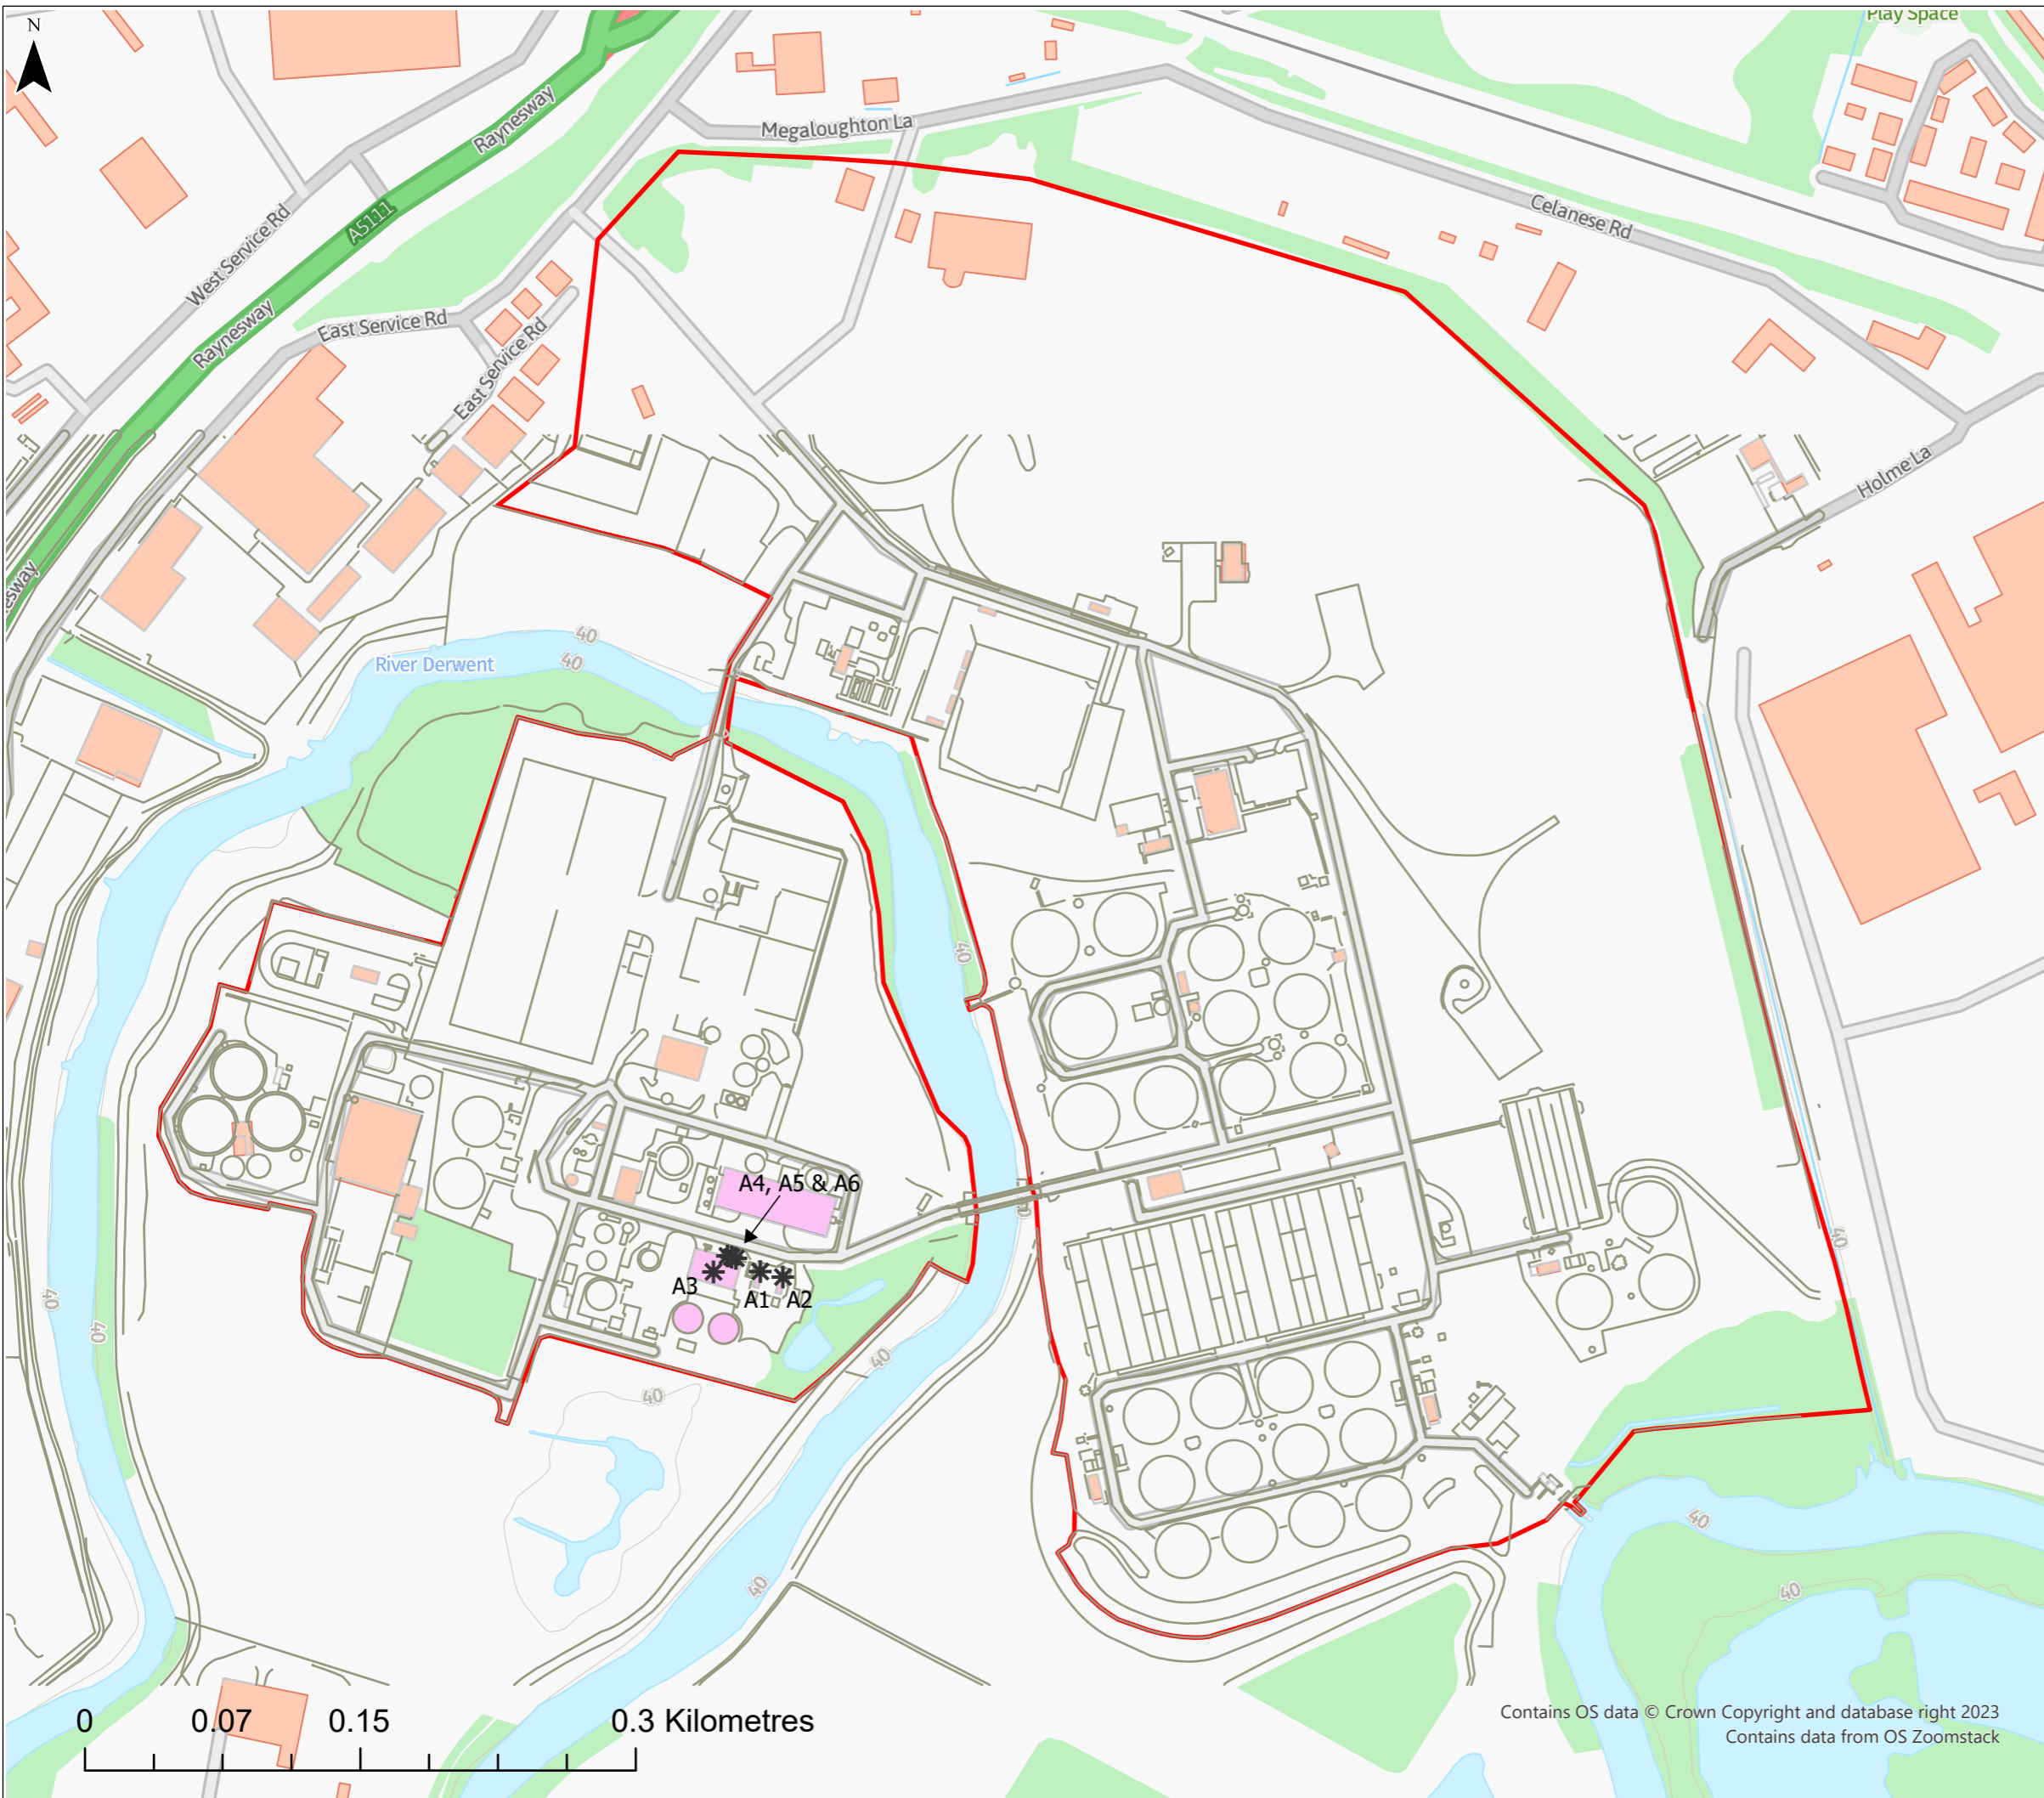 N
Play Space
Raynesway
Megaloughton La
A5111
West Service Rd
Celanese Rd
Raynesway
East Service Rd
East Service Rd
Holme La
esway
40
River Derwent
40
40
A4, A5 & A6
40
40
A3
A1
A2
40
40
40
40
40
40
40
0
0.07
0.15
0.3 Kilometres
Contains OS data © Crown Copyright and database right 2023
Contains data from OS Zoomstack